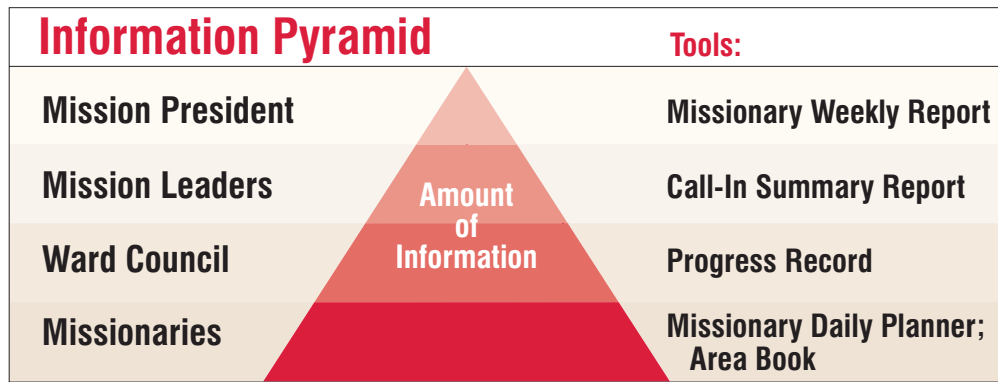 Information Pyramid
Tools:
Mission President
Missionary Weekly Report
Mission Leaders
Call-In Summary Report
Amount
of
Information
Ward Council
Progress Record
Missionaries
Missionary Daily Planner;
Area Book